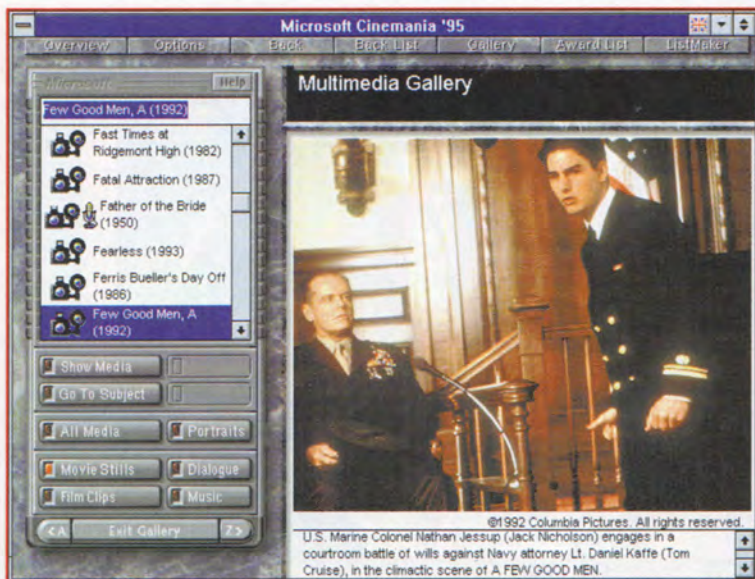 Microsoft Cinemania '95
Overview Options Back Back List Gallery Award List ListMaker
Microsoft Help
Few Good Men, A (1992)
Fast Times at
Ridgemont High (1982)
Fatal Attraction (1987)
Father of the Bride
(1950)
Fearless (1993)
Ferris Bueller's Day Off
(1986)
Few Good Men, A
(1992)
Show Media
Go To Subject
All Media Portraits
Movie Stills Dialogue
Film Clips Music
<A Exit Gallery Z>
Multimedia Gallery
©1992 Columbia Pictures. All rights reserved.
U.S. Marine Colonel Nathan Jessup (Jack Nicholson) engages in a
courtroom battle of wills against Navy attorney Lt. Daniel Kaffe (Tom
Cruise), in the climactic scene of A FEW GOOD MEN.